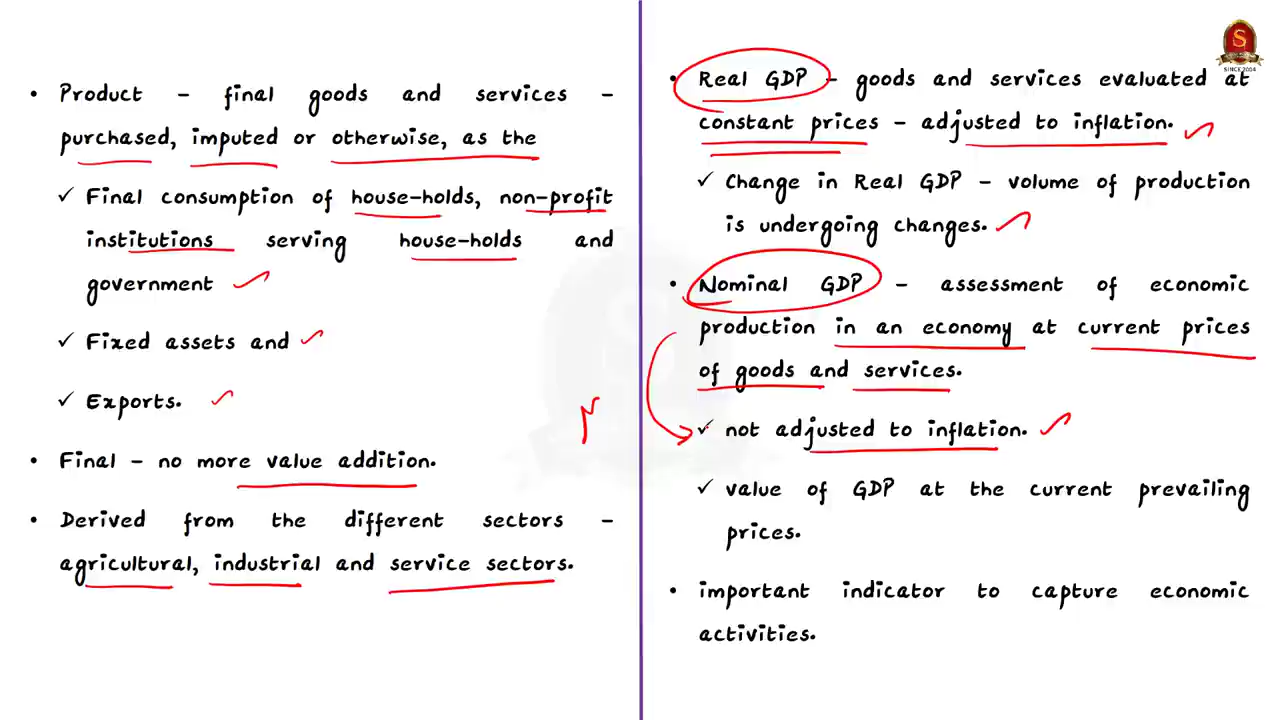 • Product – final goods and services –
purchased, imputed or otherwise, as the
✓ Final consumption of house-holds, non-profit
institutions serving house-holds and
government
✓ Fixed assets and
✓ Exports.
• Final – no more value addition.
• Derived from the different sectors –
agricultural, industrial and service sectors.
S
SINCE 2004
• Real GDP – goods and services evaluated at
constant prices – adjusted to inflation.
✓ Change in Real GDP – volume of production
is undergoing changes.
• Nominal GDP – assessment of economic
production in an economy at current prices
of goods and services.
✓ not adjusted to inflation.
✓ value of GDP at the current prevailing
prices.
• important indicator to capture economic
activities.